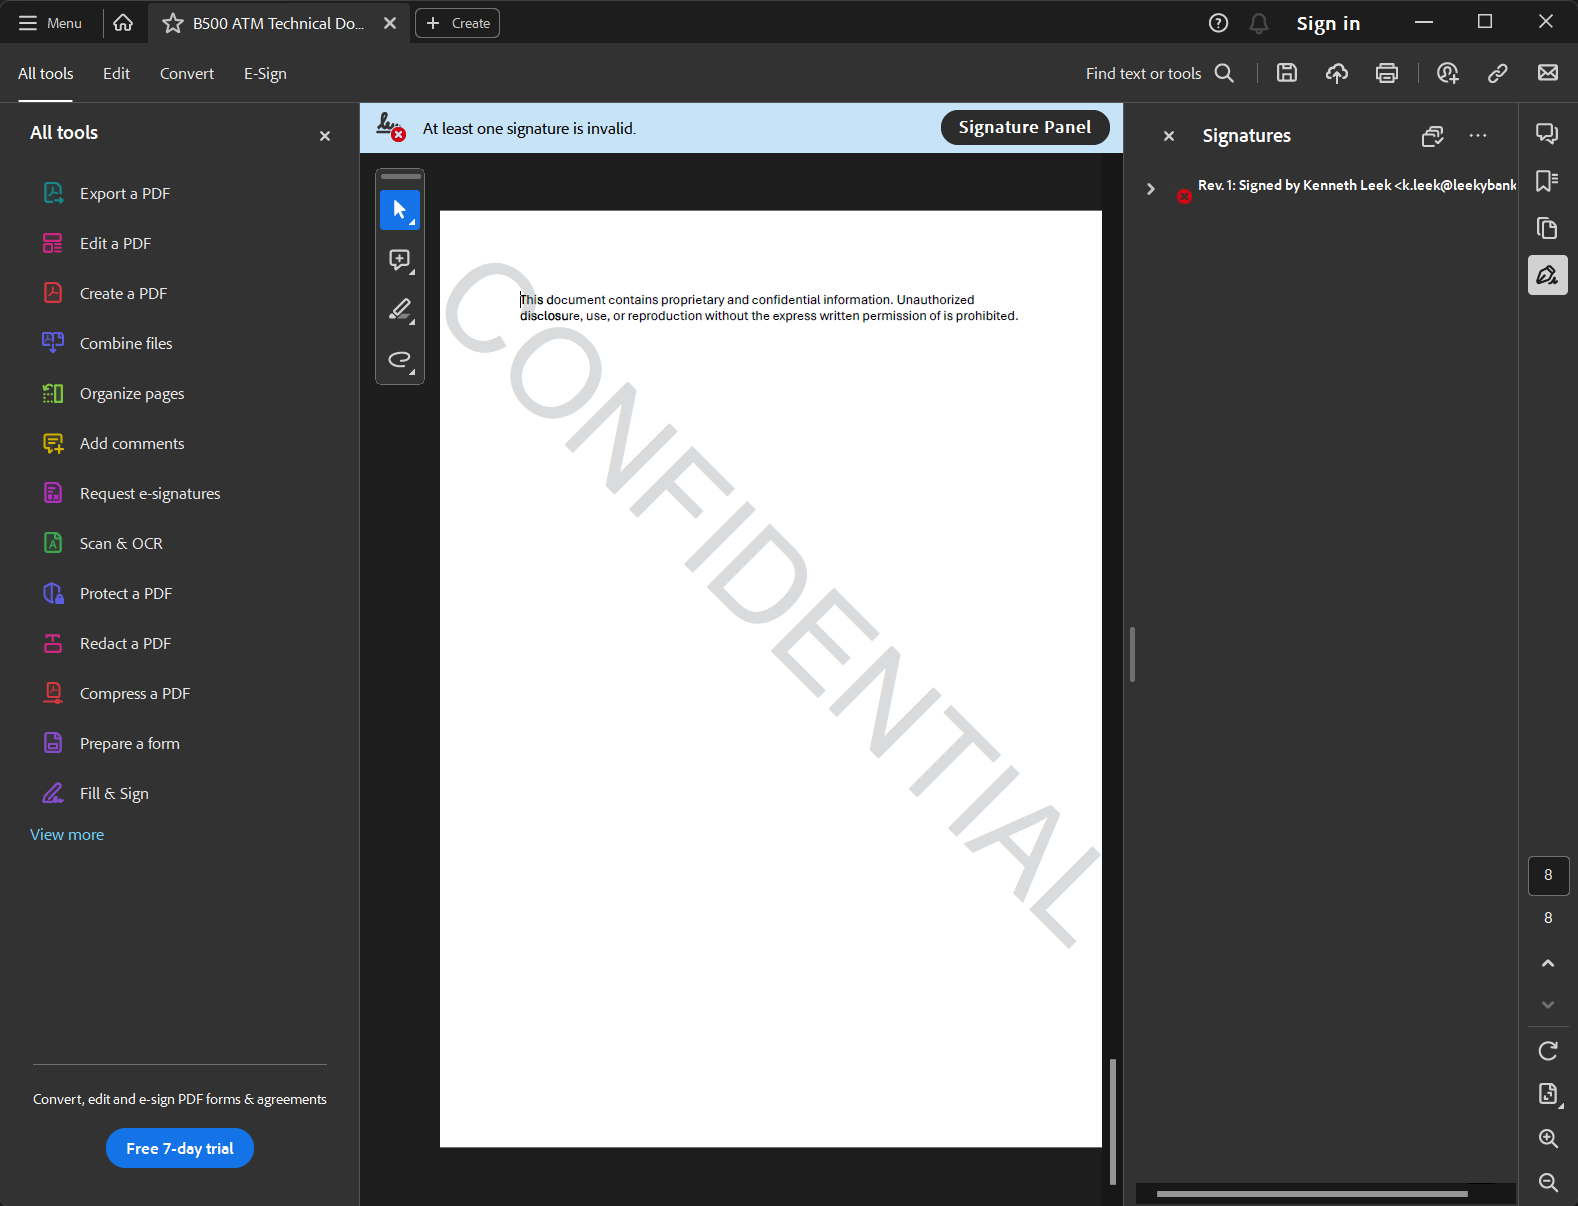 Menu
B500 ATM Technical Do...
Create
Sign in
All tools
Edit
Convert
E-Sign
Find text or tools
All tools
Export a PDF
Edit a PDF
Create a PDF
Combine files
Organize pages
Add comments
Request e-signatures
Scan & OCR
Protect a PDF
Redact a PDF
Compress a PDF
Prepare a form
Fill & Sign
View more
Convert, edit and e-sign PDF forms & agreements
Free 7-day trial
At least one signature is invalid.
Signature Panel
This document contains proprietary and confidential information. Unauthorized
disclosure, use, or reproduction without the express written permission of is prohibited.
CONFIDENTIAL
Signatures
Rev. 1: Signed by Kenneth Leek <k.leek@leekybank
8
8